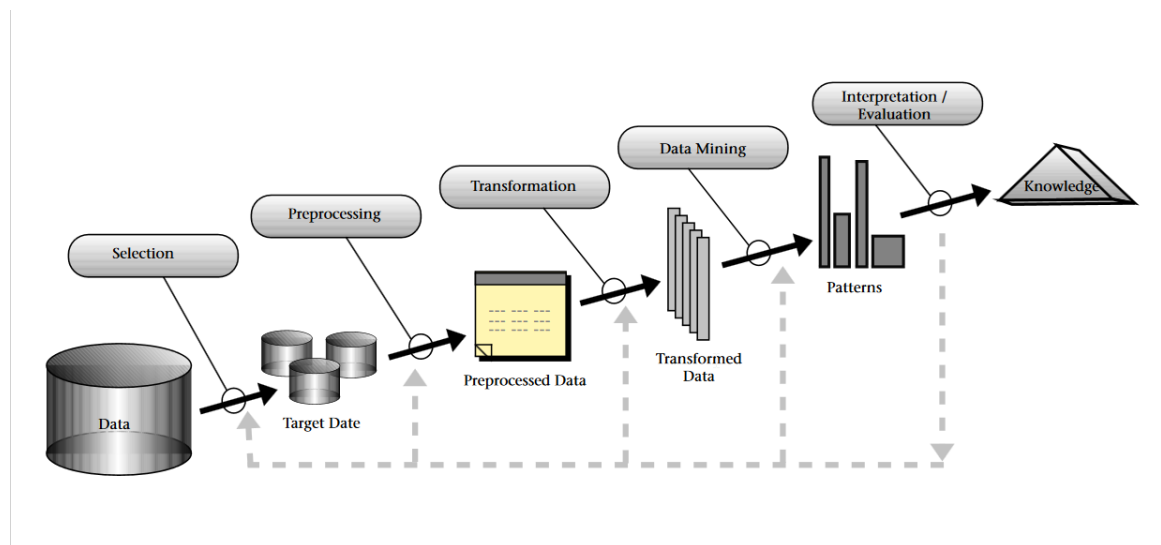 Interpretation /
Evaluation
Data Mining
Transformation
Preprocessing
Selection
Knowledge
Patterns
Transformed
Data
Preprocessed Data
Target Date
Data